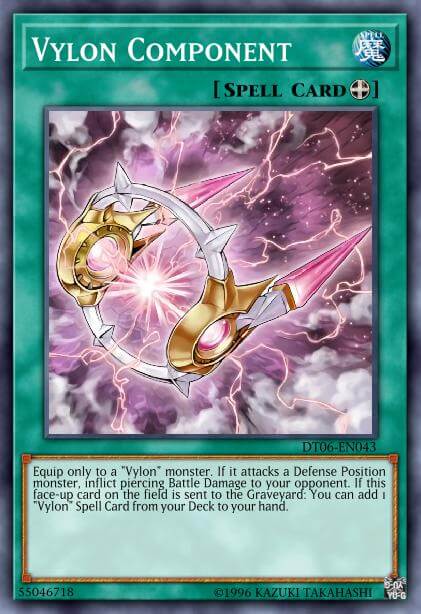 Vylon Component
魔
SPELL
[Spell Card]
DT06-EN043
Equip only to a "Vylon" monster. If it attacks a Defense Position
monster, inflict piercing Battle Damage to your opponent. If this
face-up card on the field is sent to the Graveyard: You can add 1
"Vylon" Spell Card from your Deck to your hand.
55046718
©1996 KAZUKI TAKAHASHI